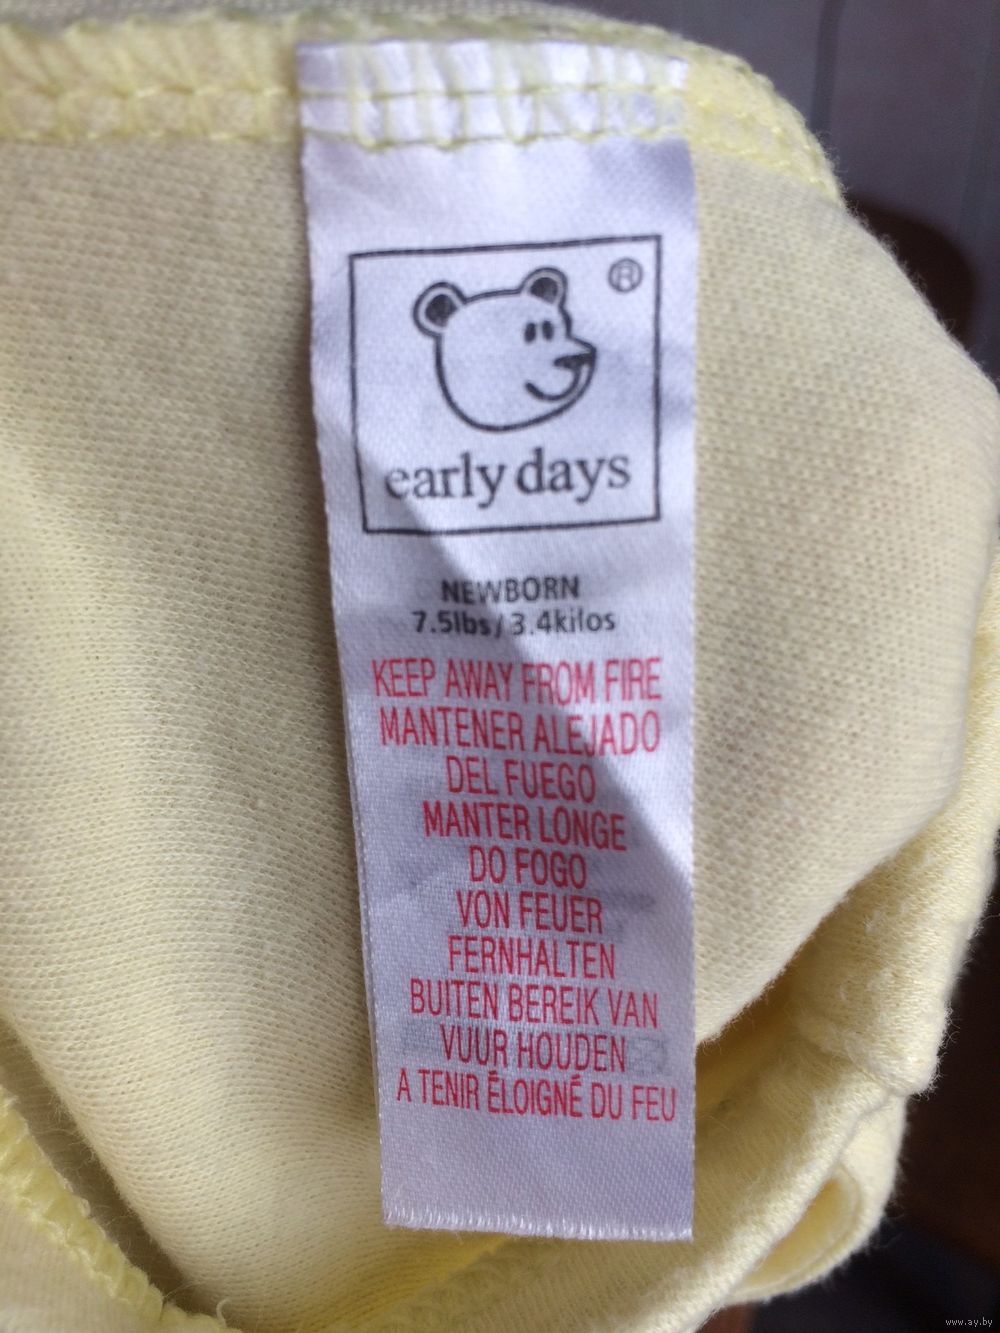 ®
early days
NEWBORN
7.5lbs/3.4kilos
KEEP AWAY FROM FIRE
MANTENER ALEJADO
DEL FUEGO
MANTER LONGE
DO FOGO
VON FEUER
FERNHALTEN
BUITEN BEREIK VAN
VUUR HOUDEN
A TENIR ÉLOIGNÉ DU FEU
www.ay.by